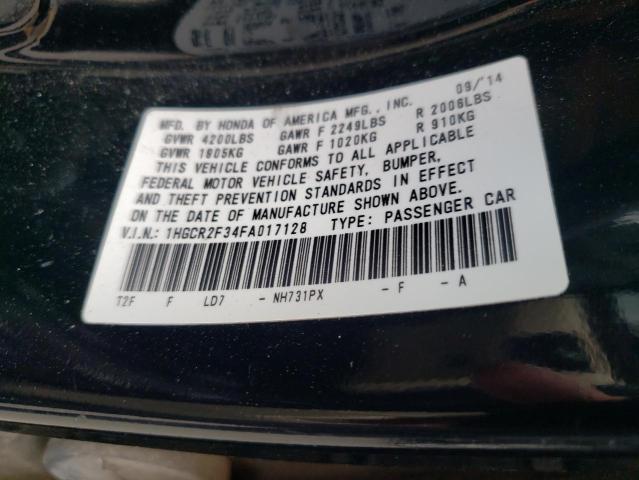 09/'14
MFD. BY HONDA OF AMERICA MFG., INC.
GVWR 4200LBS GAWR F 2249LBS R 2006LBS
GVWR 1905KG GAWR F 1020KG R 910KG
THIS VEHICLE CONFORMS TO ALL APPLICABLE
FEDERAL MOTOR VEHICLE SAFETY, BUMPER,
AND THEFT PREVENTION STANDARDS IN EFFECT
ON THE DATE OF MANUFACTURE SHOWN ABOVE.
V.I.N.: 1HGCR2F34FA017128 TYPE: PASSENGER CAR
T2F F LD7 - NH731PX - F - A